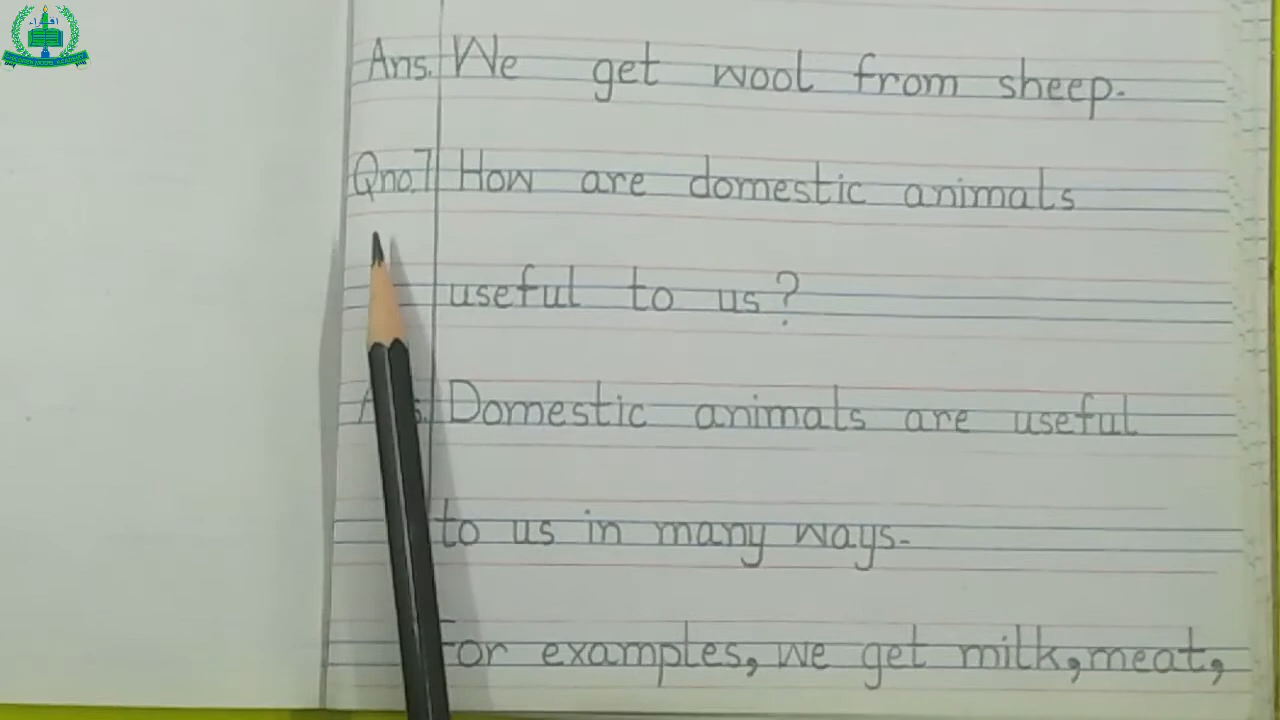 Ans. We get wool from sheep.
Qno.7 How are domestic animals
useful to us?
Domestic animals are useful
to us in many ways.
For examples, we get milk, meat,